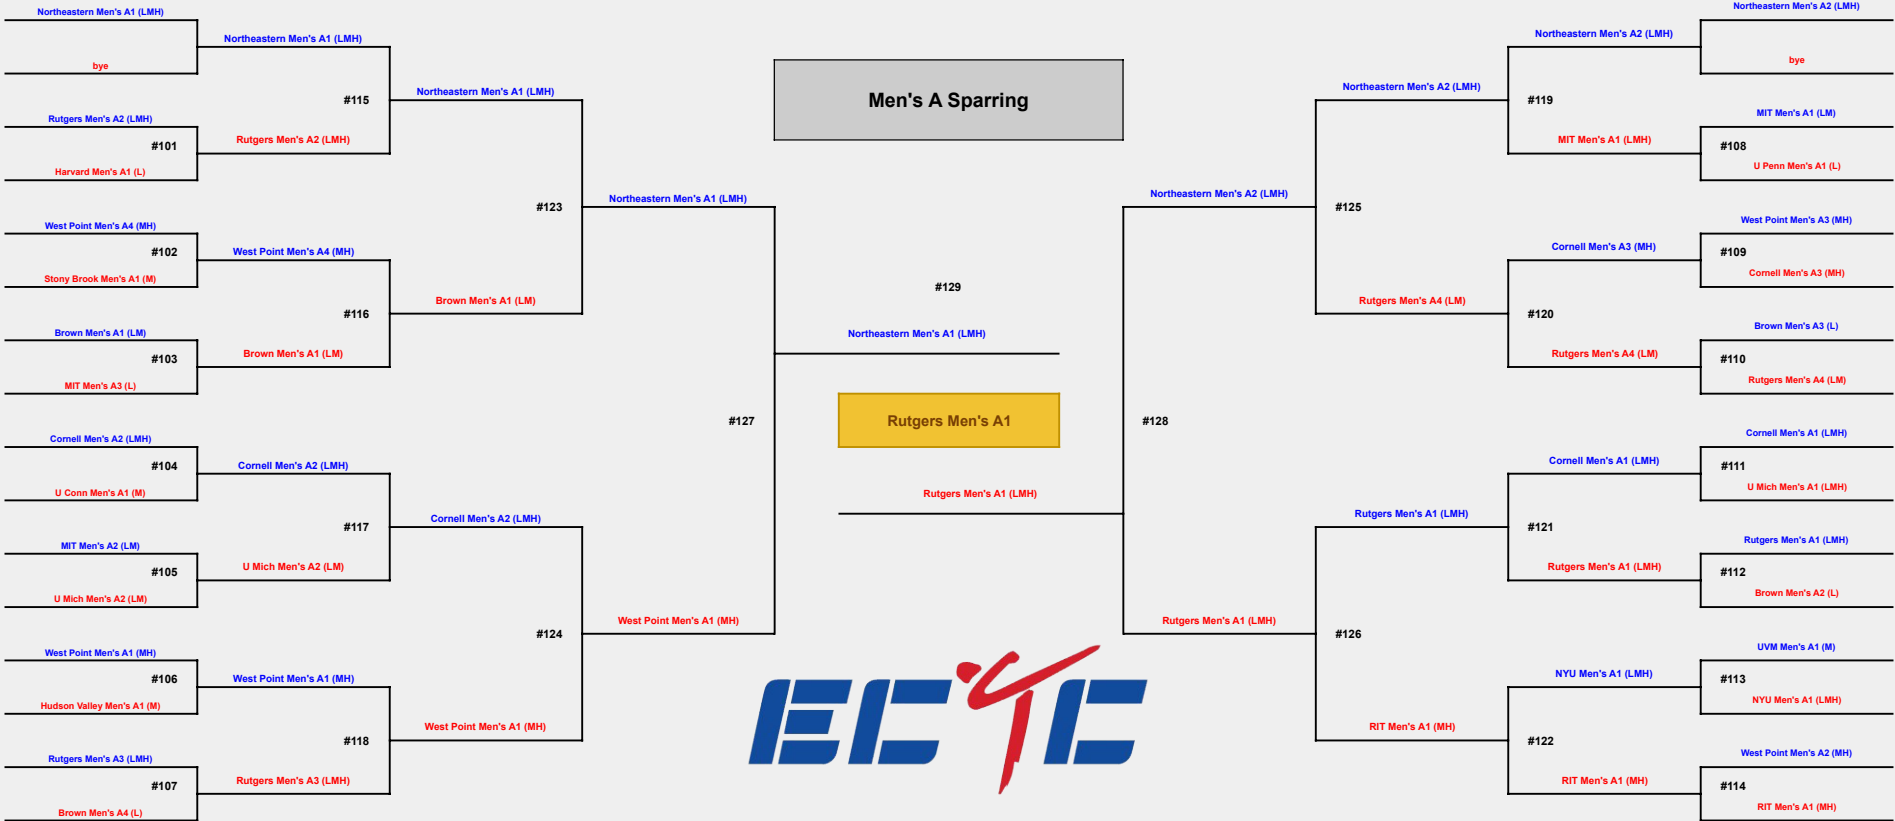 Northeastern Men's A1 (LMH)
bye
Rutgers Men's A2 (LMH)
#101
Harvard Men's A1 (L)
West Point Men's A4 (MH)
#102
Stony Brook Men's A1 (M)
Brown Men's A1 (LM)
#103
MIT Men's A3 (L)
Cornell Men's A2 (LMH)
#104
U Conn Men's A1 (M)
MIT Men's A2 (LM)
#105
U Mich Men's A2 (LM)
West Point Men's A1 (MH)
#106
Hudson Valley Men's A1 (M)
Rutgers Men's A3 (LMH)
#107
Brown Men's A4 (L)
Northeastern Men's A1 (LMH)
#115
Rutgers Men's A2 (LMH)
West Point Men's A4 (MH)
#116
Brown Men's A1 (LM)
Cornell Men's A2 (LMH)
#117
U Mich Men's A2 (LM)
West Point Men's A1 (MH)
#118
Rutgers Men's A3 (LMH)
Northeastern Men's A1 (LMH)
#123
Brown Men's A1 (LM)
Cornell Men's A2 (LMH)
#124
West Point Men's A1 (MH)
Northeastern Men's A1 (LMH)
#127
West Point Men's A1 (MH)
Men's A Sparring
#129
Northeastern Men's A1 (LMH)
Rutgers Men's A1
Rutgers Men's A1 (LMH)
ECTC
Northeastern Men's A2 (LMH)
#128
Rutgers Men's A1 (LMH)
Northeastern Men's A2 (LMH)
#125
Rutgers Men's A4 (LM)
Rutgers Men's A1 (LMH)
#126
RIT Men's A1 (MH)
Northeastern Men's A2 (LMH)
#119
MIT Men's A1 (LMH)
Cornell Men's A3 (MH)
#120
Rutgers Men's A4 (LM)
Cornell Men's A1 (LMH)
#121
Rutgers Men's A1 (LMH)
NYU Men's A1 (LMH)
#122
RIT Men's A1 (MH)
Northeastern Men's A2 (LMH)
bye
MIT Men's A1 (LM)
#108
U Penn Men's A1 (L)
West Point Men's A3 (MH)
#109
Cornell Men's A3 (MH)
Brown Men's A3 (L)
#110
Rutgers Men's A4 (LM)
Cornell Men's A1 (LMH)
#111
U Mich Men's A1 (LMH)
Rutgers Men's A1 (LMH)
#112
Brown Men's A2 (L)
UVM Men's A1 (M)
#113
NYU Men's A1 (LMH)
West Point Men's A2 (MH)
#114
RIT Men's A1 (MH)